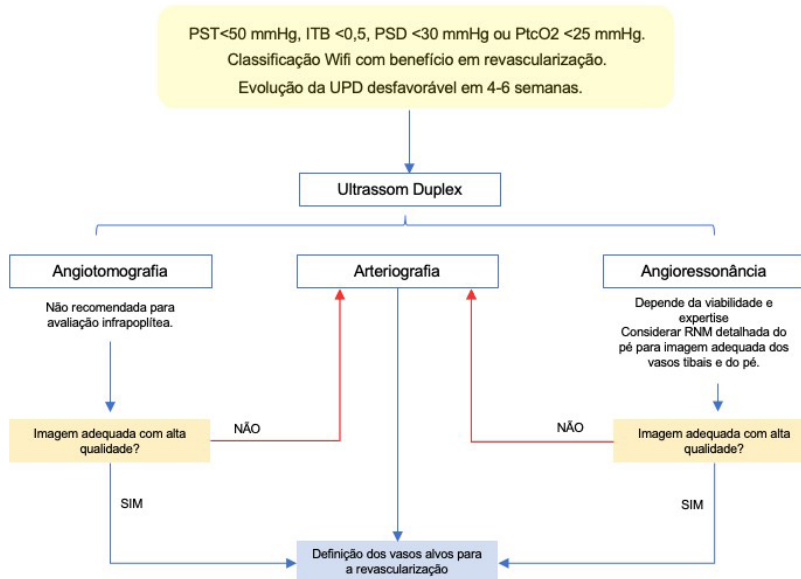 PST<50 mmHg, ITB <0,5, PSD <30 mmHg ou PtcO2 <25 mmHg.
Classificação Wifi com benefício em revascularização.
Evolução da UPD desfavorável em 4-6 semanas.
Ultrassom Duplex
Angiotomografia
Arteriografia
Angioressonância
Não recomendada para
avaliação infrapoplítea.
Depende da viabilidade e
expertise
Considerar RNM detalhada do
pé para imagem adequada dos
vasos tibais e do pé.
Imagem adequada com alta
qualidade?
NÃO
NÃO
Imagem adequada com alta
qualidade?
SIM
SIM
Definição dos vasos alvos para
a revascularização